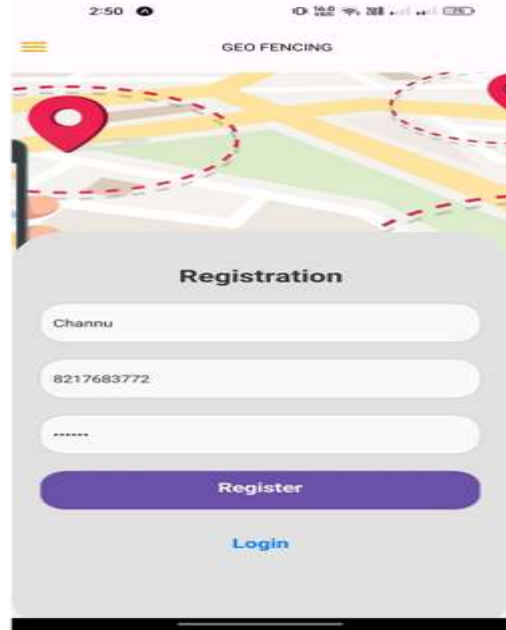 2:50
GEO FENCING
Registration
Channu
8217683772
••••••
Register
Login